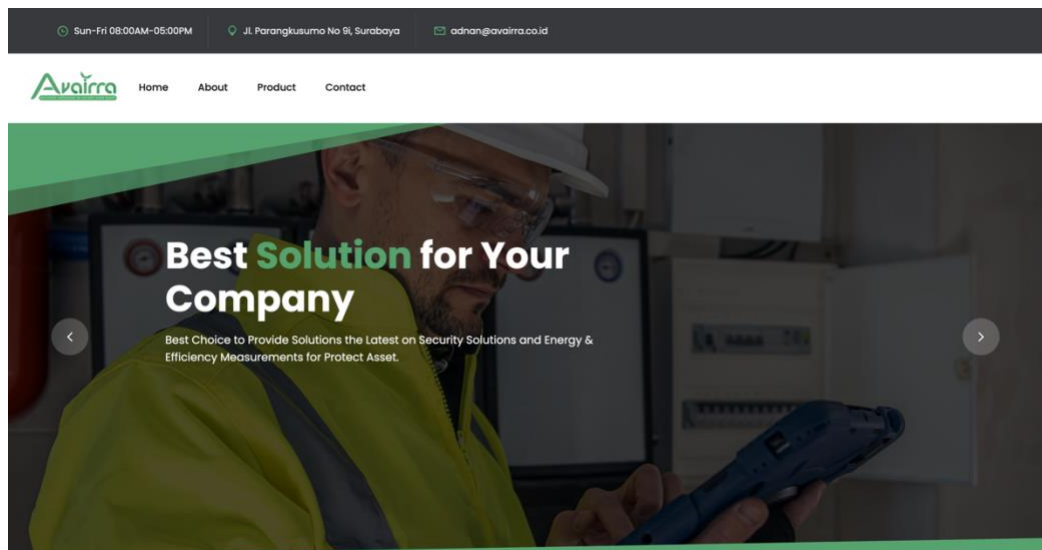 Sun-Fri 08:00AM-05:00PM
Jl. Parangkusumo No 9i, Surabaya
adnan@avairra.co.id
Avairra
Home
About
Product
Contact
Best Solution for Your
Company
Best Choice to Provide Solutions the Latest on Security Solutions and Energy &
Efficiency Measurements for Protect Asset.